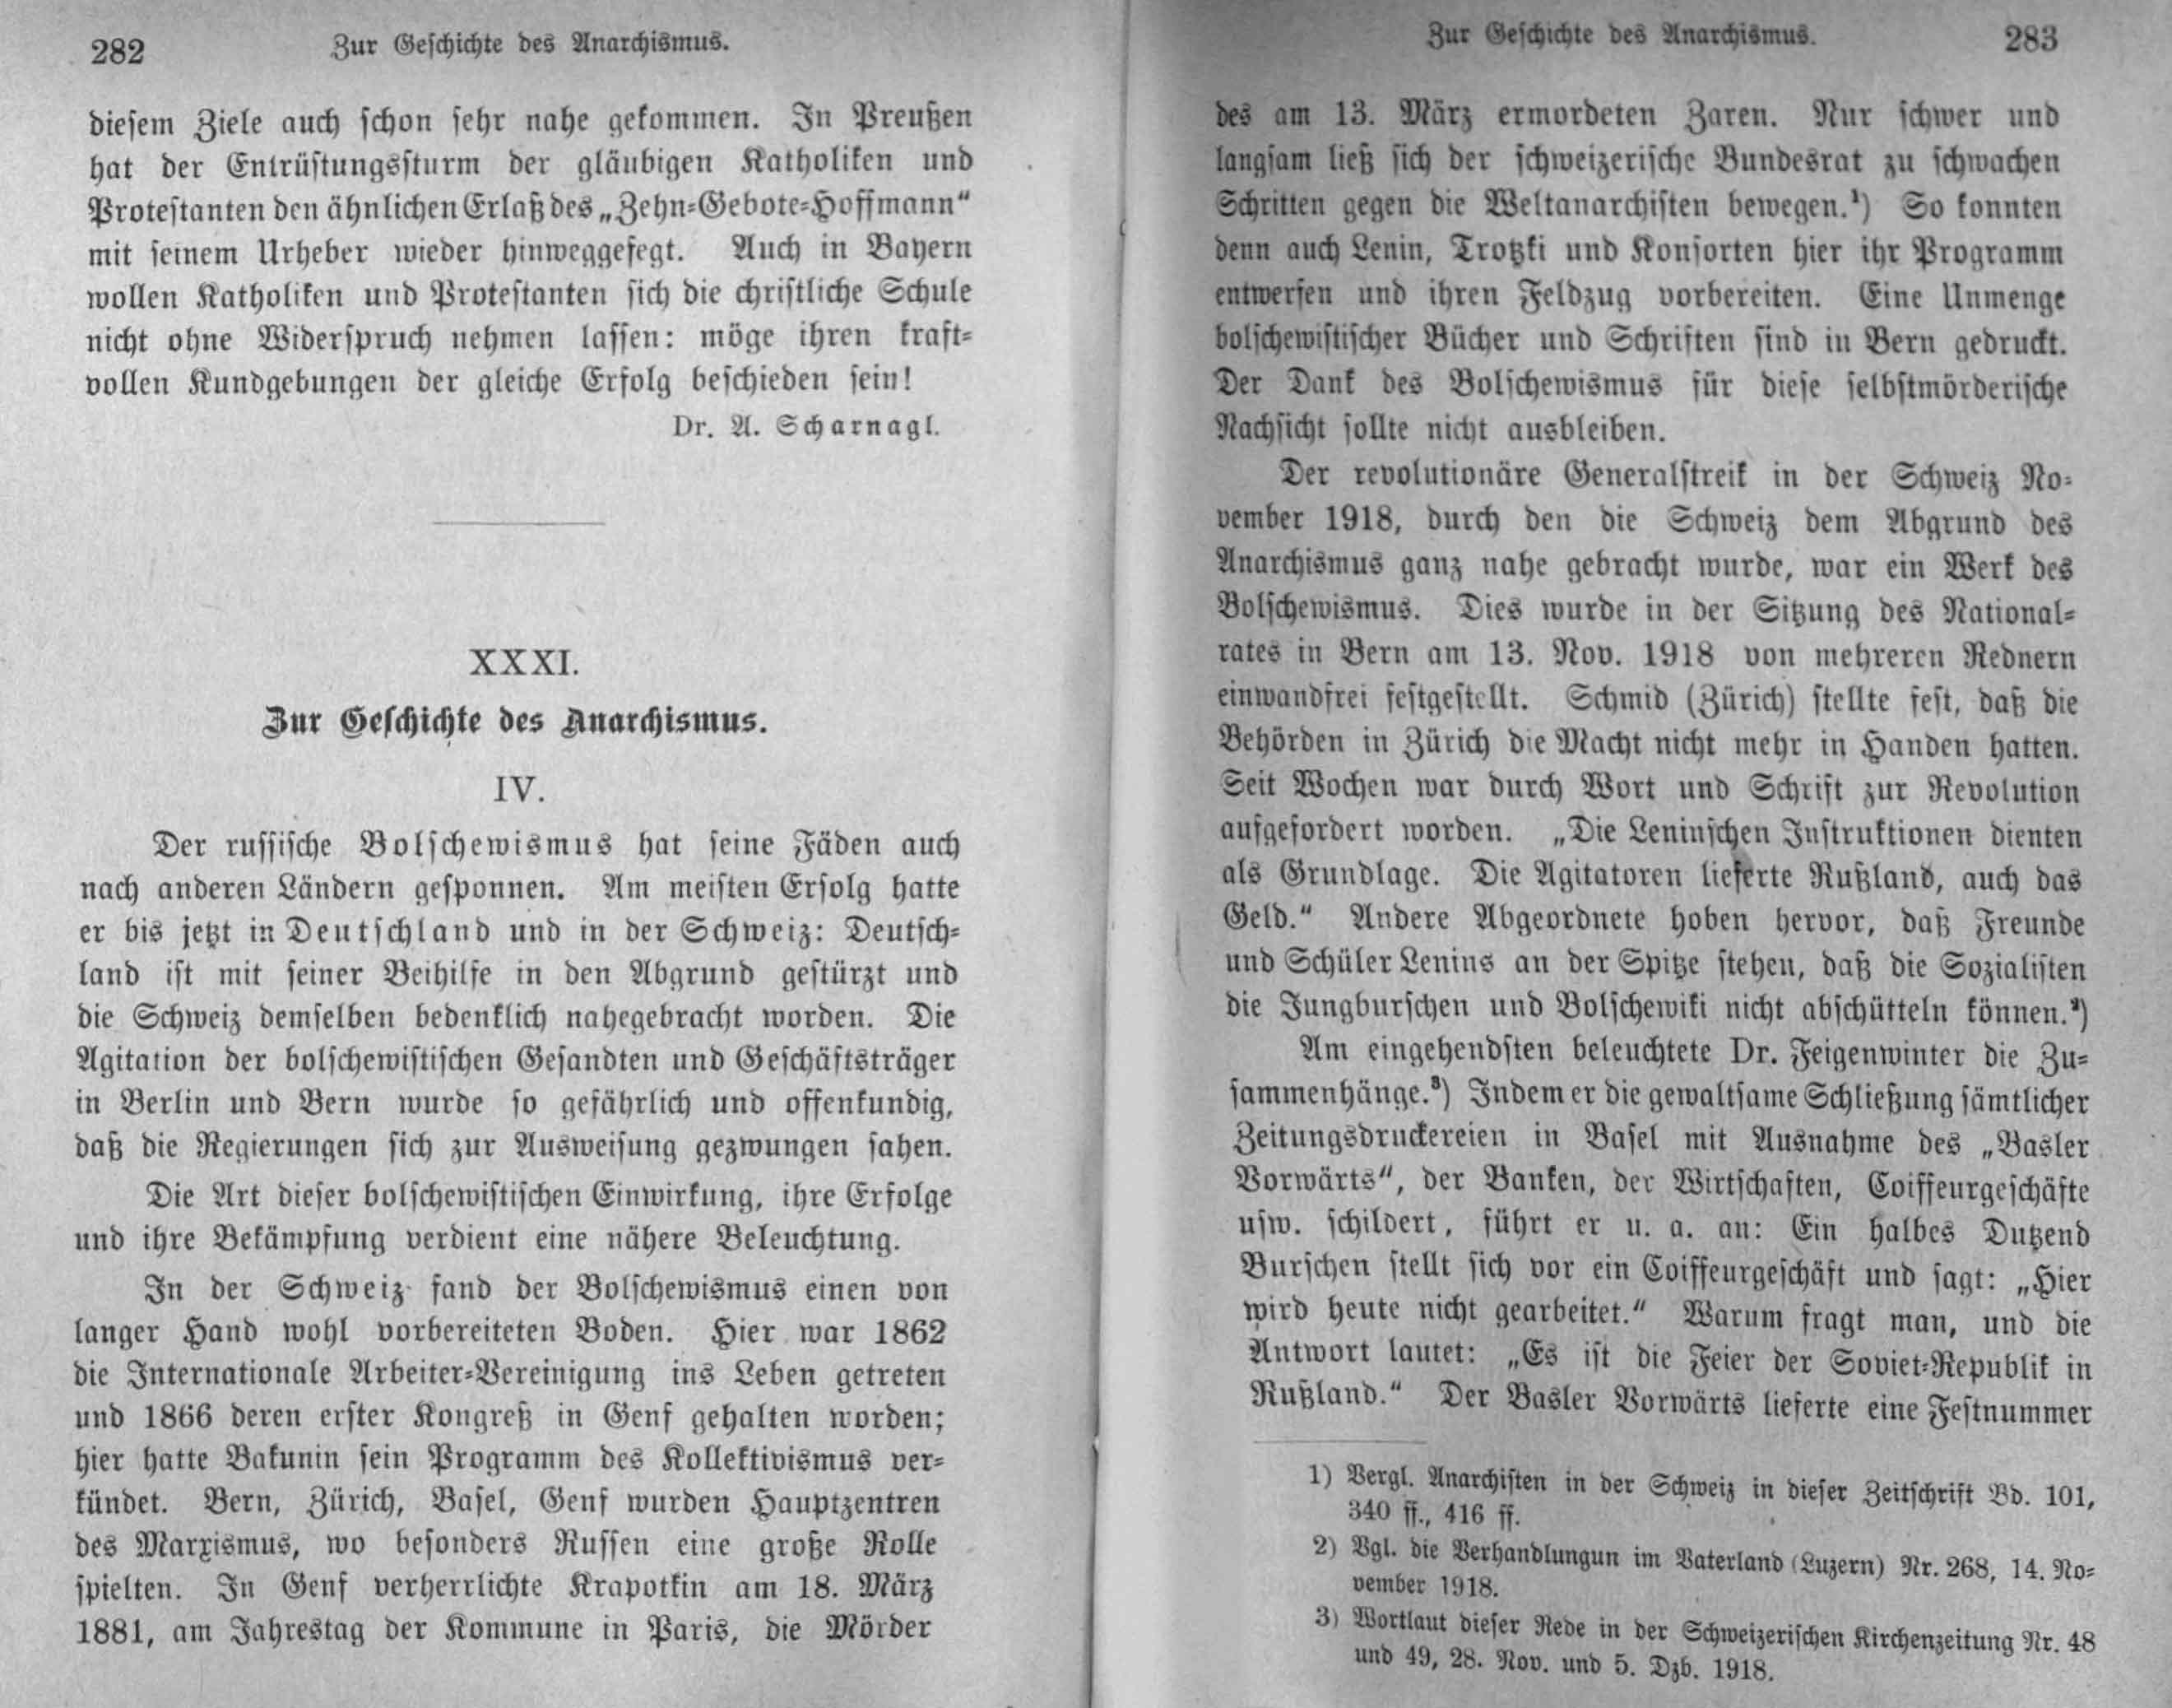 282 Zur Geschichte des Anarchismus.
diesem Ziele auch schon sehr nahe gekommen. In Preußen
hat der Entrüstungssturm der gläubigen Katholiken und
Protestanten den ähnlichen Erlaß des „Zehn-Gebote-Hoffmann“
mit seinem Urheber wieder hinweggefegt. Auch in Bayern
wollen Katholiken und Protestanten sich die christliche Schule
nicht ohne Widerspruch nehmen lassen: möge ihren kraft-
vollen Kundgebungen der gleiche Erfolg beschieden sein!
Dr. A. Scharnagl.
XXXI.
Zur Geschichte des Anarchismus.
IV.
Der russische Bolschewismus hat seine Fäden auch
nach anderen Ländern gesponnen. Am meisten Erfolg hatte
er bis jetzt in Deutschland und in der Schweiz: Deutsch-
land ist mit seiner Beihilfe in den Abgrund gestürzt und
die Schweiz demselben bedenklich nahegebracht worden. Die
Agitation der bolschewistischen Gesandten und Geschäftsträger
in Berlin und Bern wurde so gefährlich und offenkundig,
daß die Regierungen sich zur Ausweisung gezwungen sahen.
Die Art dieser bolschewistischen Einwirkung, ihre Erfolge
und ihre Bekämpfung verdient eine nähere Beleuchtung.
In der Schweiz fand der Bolschewismus einen von
langer Hand wohl vorbereiteten Boden. Hier war 1862
die Internationale Arbeiter-Vereinigung ins Leben getreten
und 1866 deren erster Kongreß in Genf gehalten worden;
hier hatte Bakunin sein Programm des Kollektivismus ver-
kündet. Bern, Zürich, Basel, Genf wurden Hauptzentren
des Marxismus, wo besonders Russen eine große Rolle
spielten. In Genf verherrlichte Krapotkin am 18. März
1881, am Jahrestag der Kommune in Paris, die Mörder
Zur Geschichte des Anarchismus. 283
des am 13. März ermordeten Zaren. Nur schwer und
langsam ließ sich der schweizerische Bundesrat zu schwachen
Schritten gegen die Weltanarchisten bewegen.¹) So konnten
denn auch Lenin, Trotzki und Konsorten hier ihr Programm
entwerfen und ihren Feldzug vorbereiten. Eine Unmenge
bolschewistischer Bücher und Schriften sind in Bern gedruckt.
Der Dank des Bolschewismus für diese selbstmörderische
Nachsicht sollte nicht ausbleiben.
Der revolutionäre Generalstreik in der Schweiz No-
vember 1918, durch den die Schweiz dem Abgrund des
Anarchismus ganz nahe gebracht wurde, war ein Werk des
Bolschewismus. Dies wurde in der Sitzung des National-
rates in Bern am 13. Nov. 1918 von mehreren Rednern
einwandfrei festgestellt. Schmid (Zürich) stellte fest, daß die
Behörden in Zürich die Macht nicht mehr in Handen hatten.
Seit Wochen war durch Wort und Schrift zur Revolution
aufgefordert worden. „Die Leninschen Instruktionen dienten
als Grundlage. Die Agitatoren lieferte Rußland, auch das
Geld.“ Andere Abgeordnete hoben hervor, daß Freunde
und Schüler Lenins an der Spitze stehen, daß die Sozialisten
die Jungburschen und Bolschewiki nicht abschütteln können.²)
Am eingehendsten beleuchtete Dr. Feigenwinter die Zu-
sammenhänge.³) Indem er die gewaltsame Schließung sämtlicher
Zeitungsdruckereien in Basel mit Ausnahme des „Basler
Vorwärts“, der Banken, der Wirtschaften, Coiffeurgeschäfte
usw. schildert, führt er u. a. an: Ein halbes Dutzend
Burschen stellt sich vor ein Coiffeurgeschäft und sagt: „Hier
wird heute nicht gearbeitet.“ Warum fragt man, und die
Antwort lautet: „Es ist die Feier der Soviet-Republik in
Rußland.“ Der Basler Vorwärts lieferte eine Festnummer
1) Vergl. Anarchisten in der Schweiz in dieser Zeitschrift Bd. 101,
340 ff., 416 ff.
2) Vgl. die Verhandlungun im Vaterland (Luzern) Nr. 268, 14. No-
vember 1918.
3) Wortlaut dieser Rede in der Schweizerischen Kirchenzeitung Nr. 48
und 49, 28. Nov. und 5. Dzb. 1918.